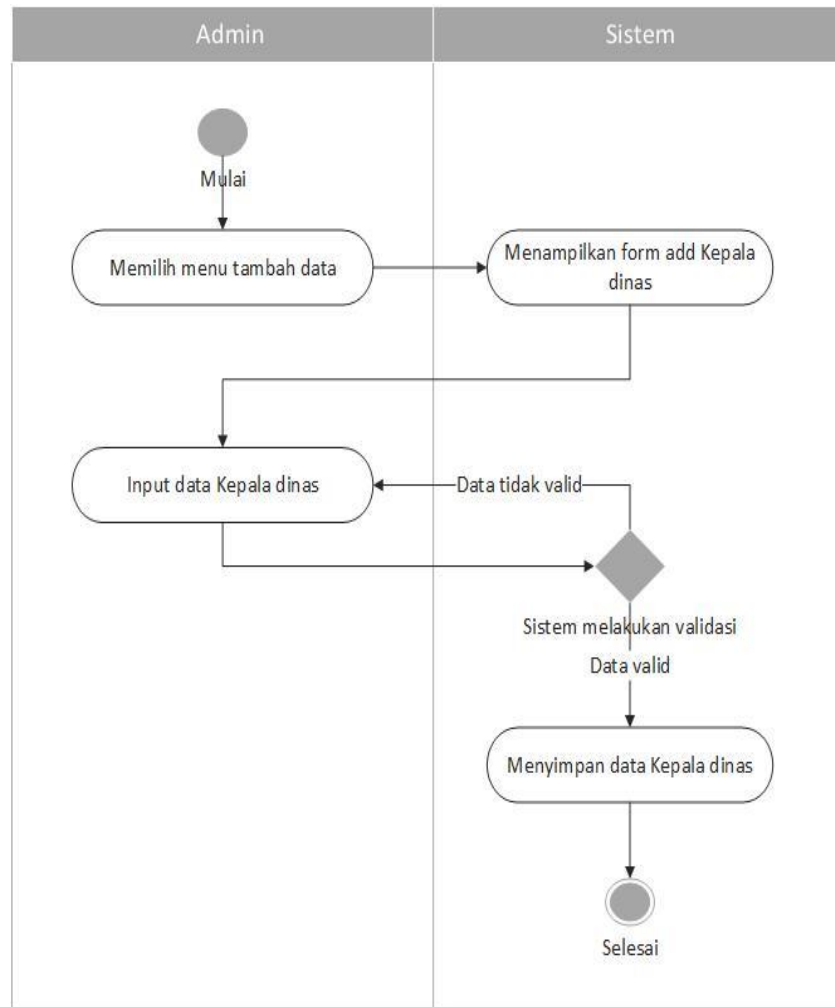 Admin
Sistem
Mulai
Memilih menu tambah data
Menampilkan form add Kepala
dinas
Input data Kepala dinas
Data tidak valid
Sistem melakukan validasi
Data valid
Menyimpan data Kepala dinas
Selesai